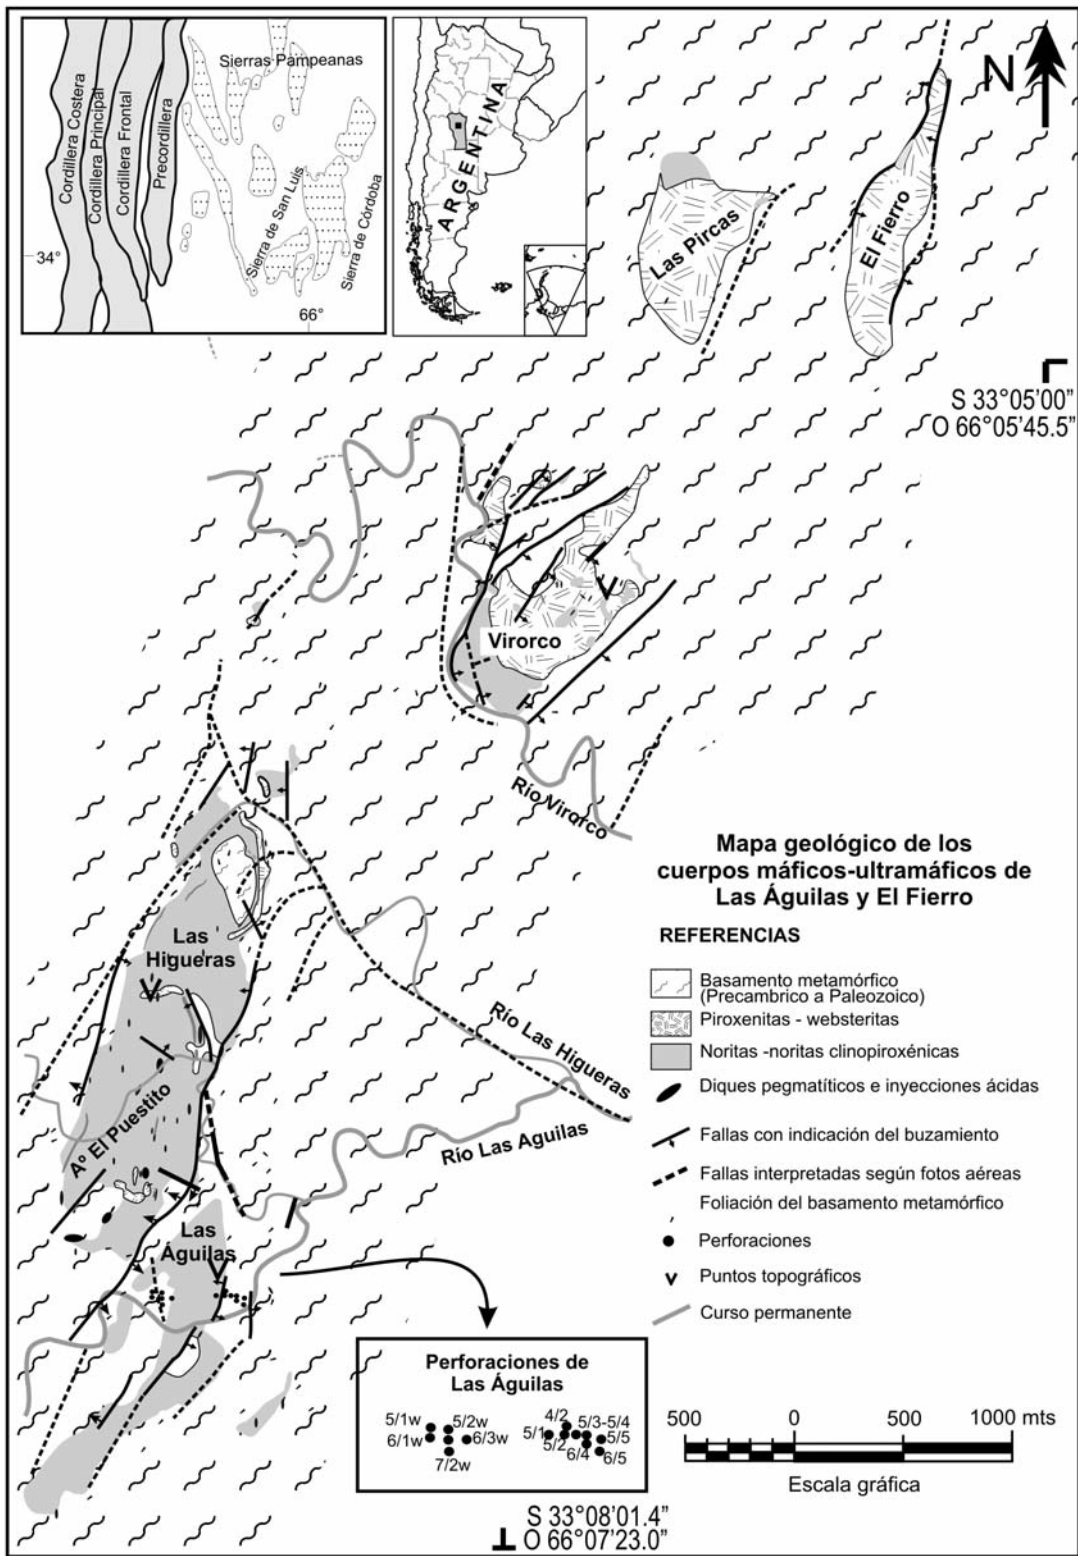 Cordillera Costera
Cordillera Principal
Cordillera Frontal
Precordillera
Sierras Pampeanas
Sierra de San Luis
Sierra de Córdoba
34°
66°
ARGENTINA
N
Las Pircas
El Fierro
S 33°05'00”
O 66°05'45.5”
Virorco
Río Virorco
Mapa geológico de los
cuerpos máficos-ultramáficos de
Las Águilas y El Fierro
REFERENCIAS
Basamento metamórfico
(Precambrico a Paleozoico)
Piroxenitas - websteritas
Noritas -noritas clinopiroxénicas
Diques pegmatíticos e inyecciones ácidas
Fallas con indicación del buzamiento
Fallas interpretadas según fotos aéreas
Foliación del basamento metamórfico
Perforaciones
Puntos topográficos
Curso permanente
Las
Higueras
Río Las Higueras
Aº El Puestito
Río Las Aguilas
Las
Águilas
Perforaciones de
Las Águilas
5/1w
5/2w
6/1w
6/3w
7/2w
4/2
5/3-5/4
5/1
5/2
5/5
6/4
6/5
500 0 500 1000 mts
Escala gráfica
S 33°08'01.4”
O 66°07'23.0”